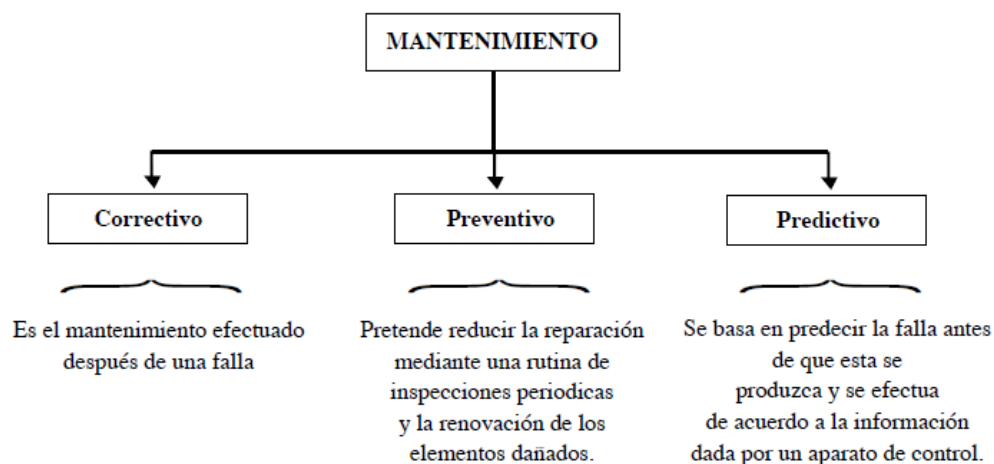 MANTENIMIENTO
Correctivo
Preventivo
Predictivo
Es el mantenimiento efectuado
después de una falla
Pretende reducir la reparación
mediante una rutina de
inspecciones periodicas
y la renovación de los
elementos dañados.
Se basa en predecir la falla antes
de que esta se
produzca y se efectua
de acuerdo a la información
dada por un aparato de control.